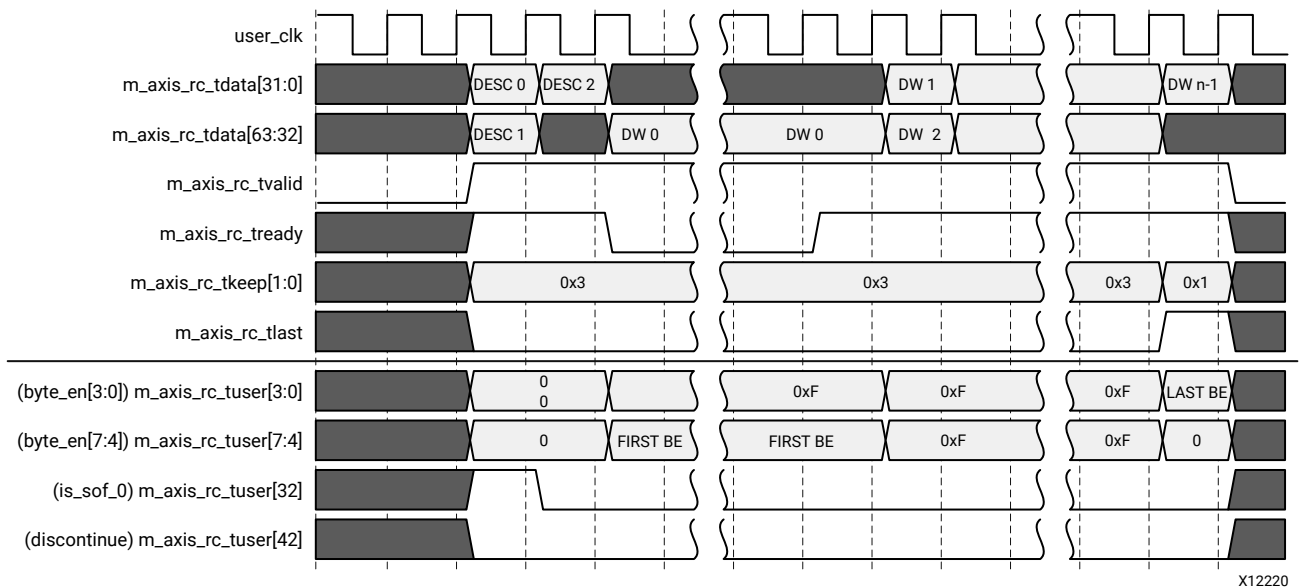 user_clk
m_axis_rc_tdata[31:0] DESC 0 DESC 2 DW 1 DW n-1
m_axis_rc_tdata[63:32] DESC 1 DW 0 DW 0 DW 2
m_axis_rc_tvalid
m_axis_rc_tready
m_axis_rc_tkeep[1:0] 0x3 0x3 0x3 0x1
m_axis_rc_tlast
(byte_en[3:0]) m_axis_rc_tuser[3:0] 0 0xF 0xF 0xF LAST BE
0
(byte_en[7:4]) m_axis_rc_tuser[7:4] 0 FIRST BE FIRST BE 0xF 0xF 0
(is_sof_0) m_axis_rc_tuser[32]
(discontinue) m_axis_rc_tuser[42]
X12220